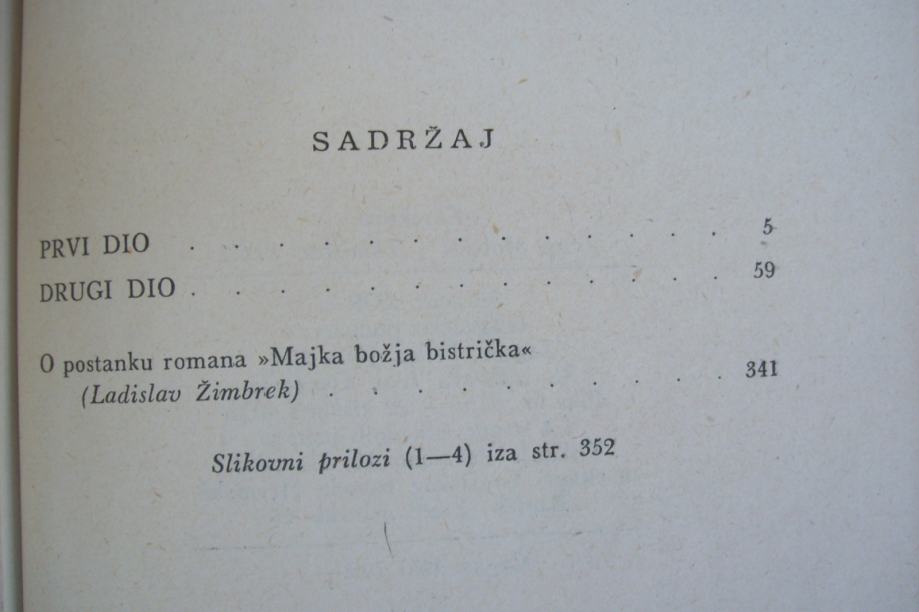 SADRŽAJ
PRVI DIO . . . . . . . . . . . . . 5
DRUGI DIO . . . . . . . . . . . . . 59
O postanku romana »Majka božja bistrička«
(Ladislav Žimbrek) . . . . . . . . . . 341
Slikovni prilozi (1—4) iza str. 352